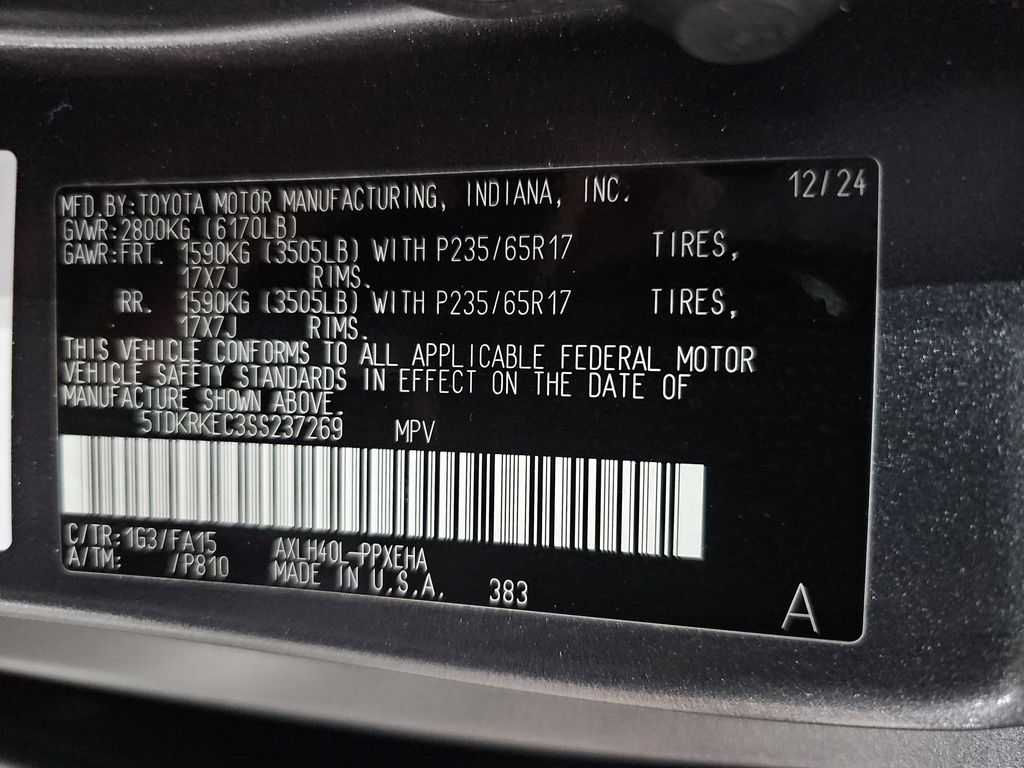 MFD.BY:TOYOTA MOTOR MANUFACTURING, INDIANA, INC. 12/24
GVWR:2800KG (6170LB)
GAWR:FRT. 1590KG (3505LB) WITH P235/65R17 TIRES,
17X7J RIMS.
RR. 1590KG (3505LB) WITH P235/65R17 TIRES,
17X7J RIMS.
THIS VEHICLE CONFORMS TO ALL APPLICABLE FEDERAL MOTOR
VEHICLE SAFETY STANDARDS IN EFFECT ON THE DATE OF
MANUFACTURE SHOWN ABOVE.
5TDKRKEC3SS237269 MPV
C/TR:1G3/FA15 AXLH40L-PPXEHA
A/TM: /P810 MADE IN U.S.A. 383
A